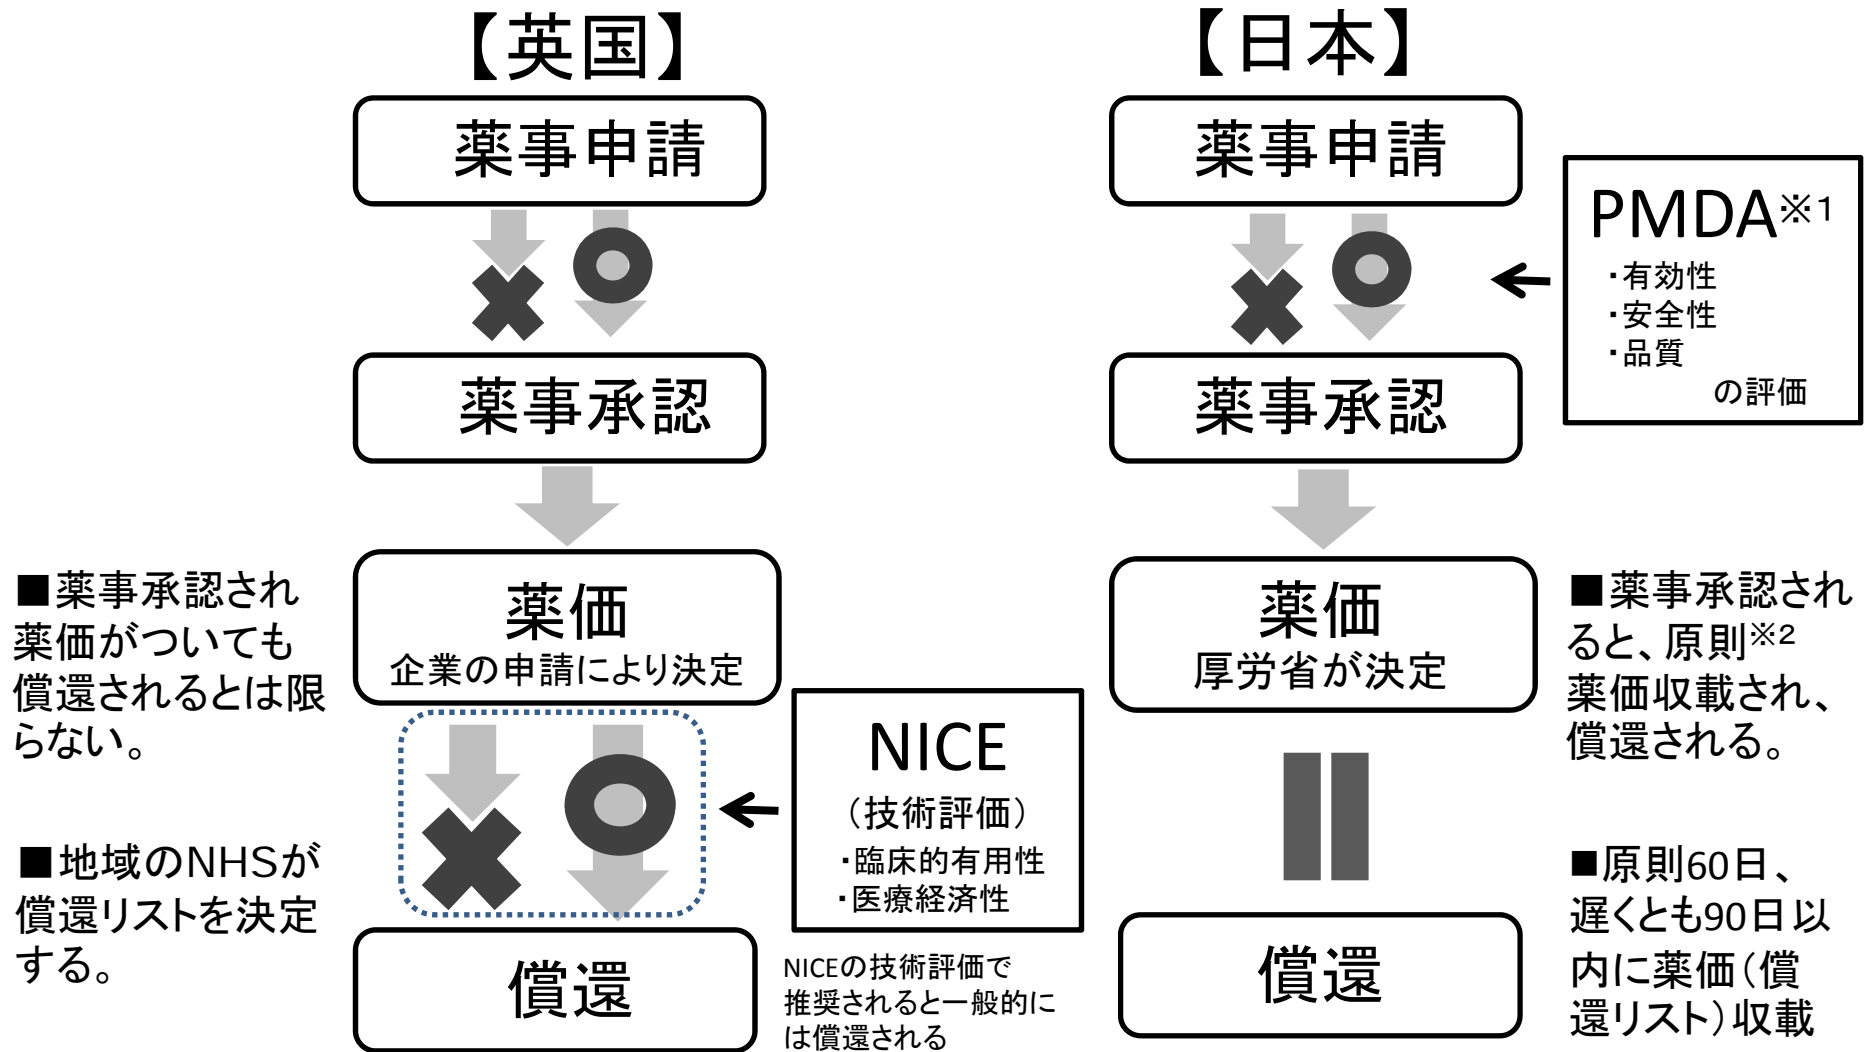 【英国】
薬事申請
薬事承認
薬価
企業の申請により決定
償還
■薬事承認され
薬価がついても
償還されるとは限
らない。
■地域のNHSが
償還リストを決定
する。
NICE
（技術評価）
・臨床的有用性
・医療経済性
NICEの技術評価で
推奨されると一般的に
は償還される
【日本】
薬事申請
薬事承認
薬価
厚労省が決定
償還
PMDA※1
・有効性
・安全性
・品質
の評価
■薬事承認され
ると、原則※2
薬価収載され、
償還される。
■原則60日、
遅くとも90日以
内に薬価（償
還リスト）収載